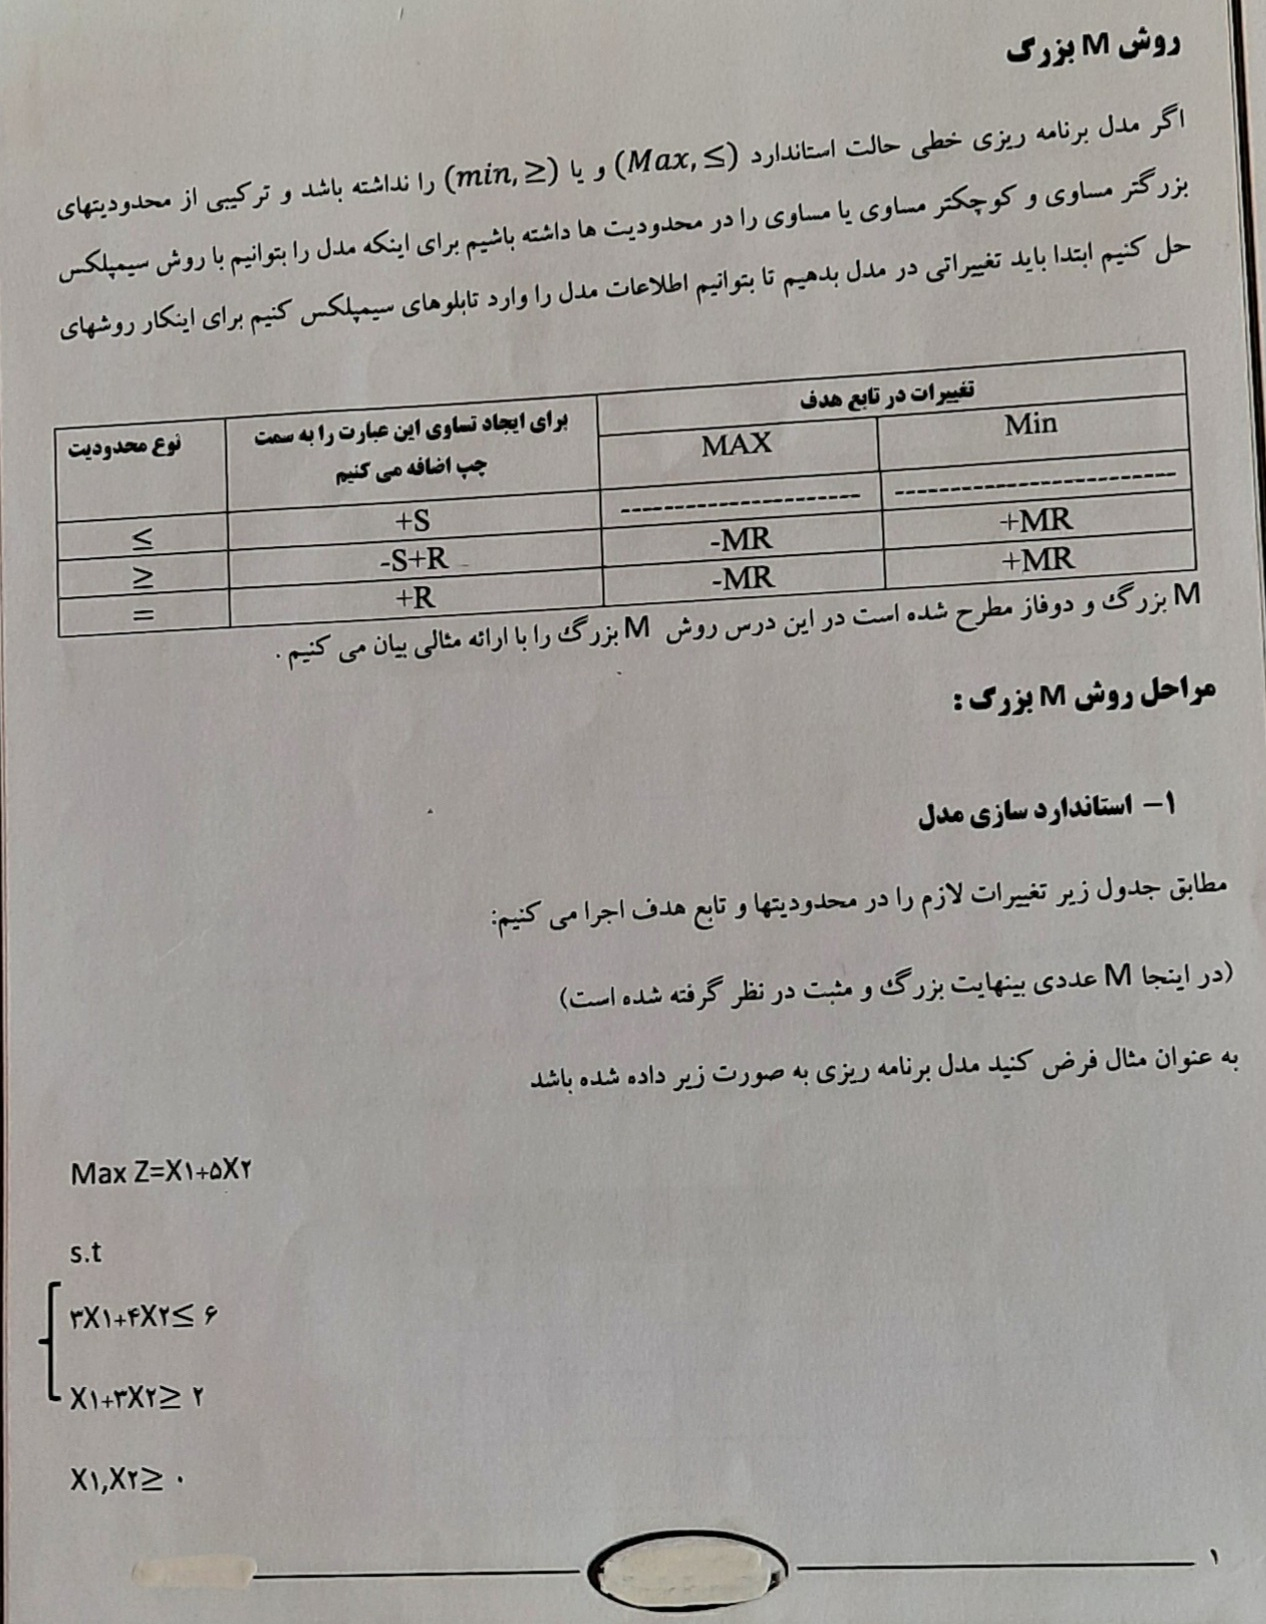 روش M بزرگ
اگر مدل برنامه ریزی خطی حالت استاندارد (Max,≤) و یا (min,≥) را نداشته باشد و ترکیبی از محدودیتهای
بزرگتر مساوی و کوچکتر مساوی یا مساوی را در محدودیت ها داشته باشیم برای اینکه مدل را بتوانیم با روش سیمپلکس
حل کنیم ابتدا باید تغییراتی در مدل بدهیم تا بتوانیم اطلاعات مدل را وارد تابلوهای سیمپلکس کنیم برای اینکار روشهای
نوع محدودیت | برای ایجاد تساوی این عبارت را به سمت چپ اضافه می کنیم | تغییرات در تابع هدف
MAX | Min
≤ | +S | ---------------------- | --------------------------
≥ | -S+R | -MR | +MR
= | +R | -MR | +MR
M بزرگ و دوفاز مطرح شده است در این درس روش M بزرگ را با ارائه مثالی بیان می کنیم .
مراحل روش M بزرگ :
۱- استاندارد سازی مدل
مطابق جدول زیر تغییرات لازم را در محدودیتها و تابع هدف اجرا می کنیم:
(در اینجا M عددی بینهایت بزرگ و مثبت در نظر گرفته شده است)
به عنوان مثال فرض کنید مدل برنامه ریزی به صورت زیر داده شده باشد
Max Z=X۱+۵X۲
s.t
۳X۱+۴X۲≤ ۶
X۱+۳X۲≥ ۲
X۱,X۲≥ ۰
۱